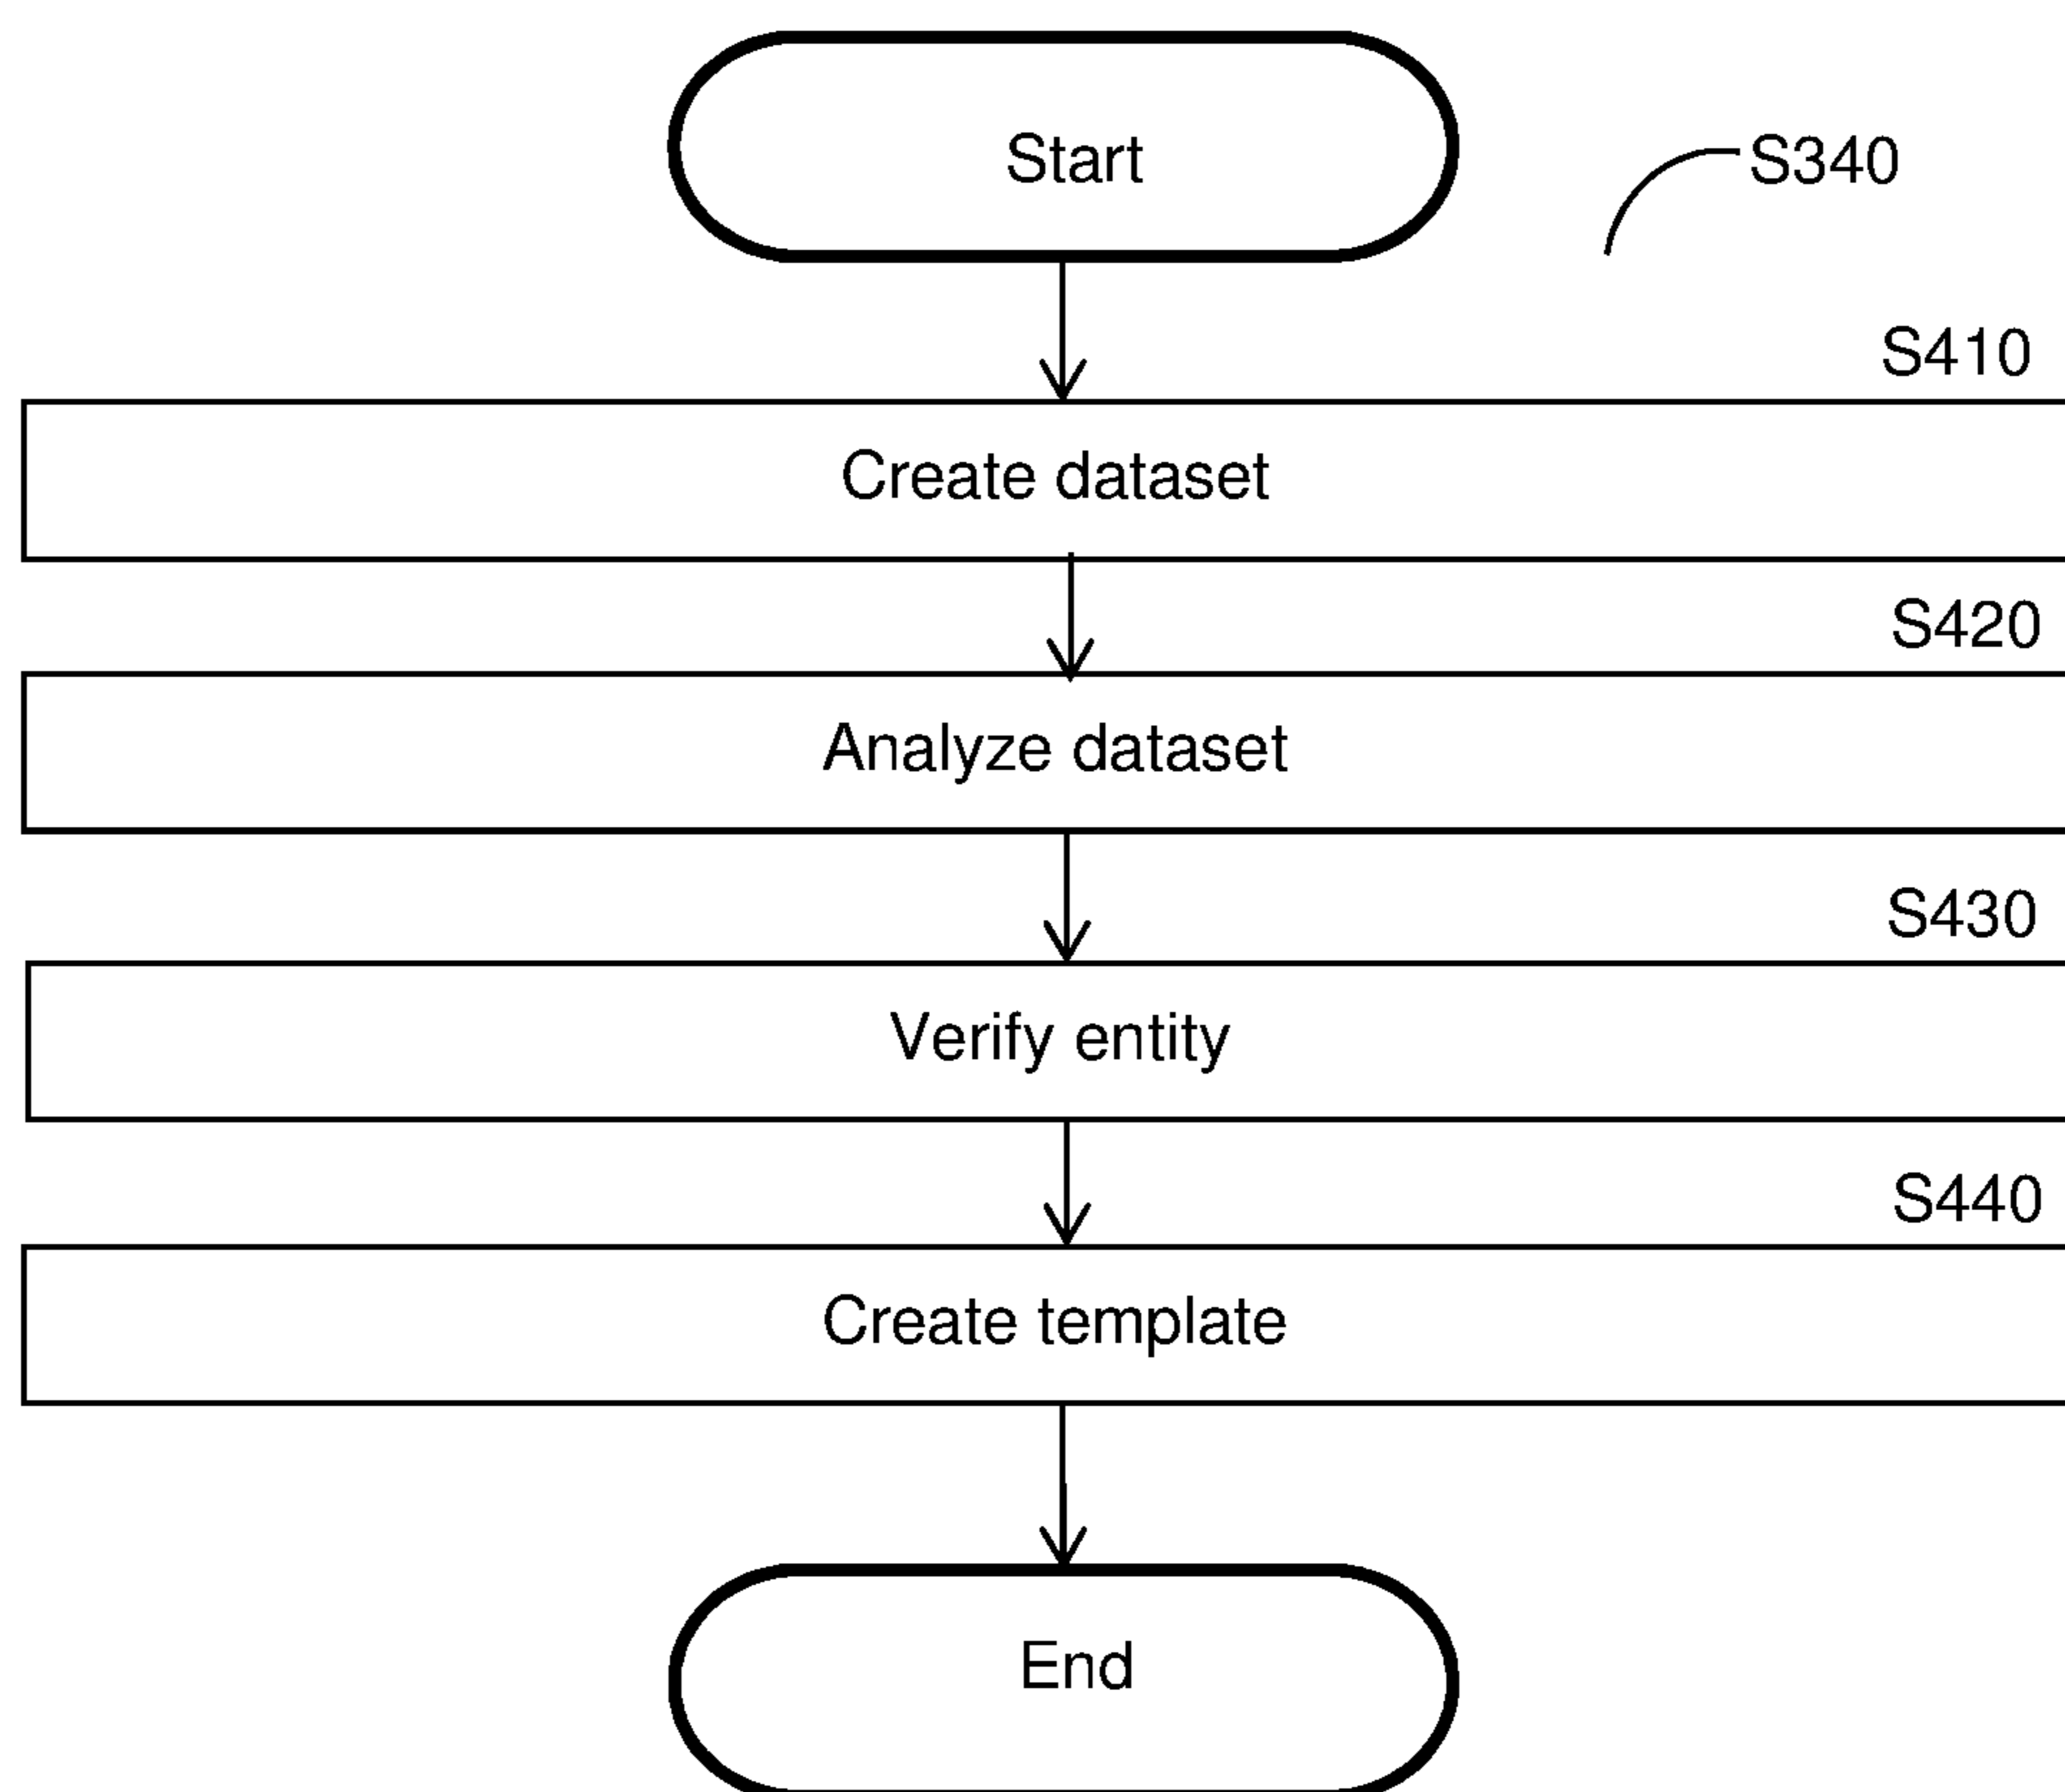 Start
S340
S410
Create dataset
S420
Analyze dataset
S430
Verify entity
S440
Create template
End